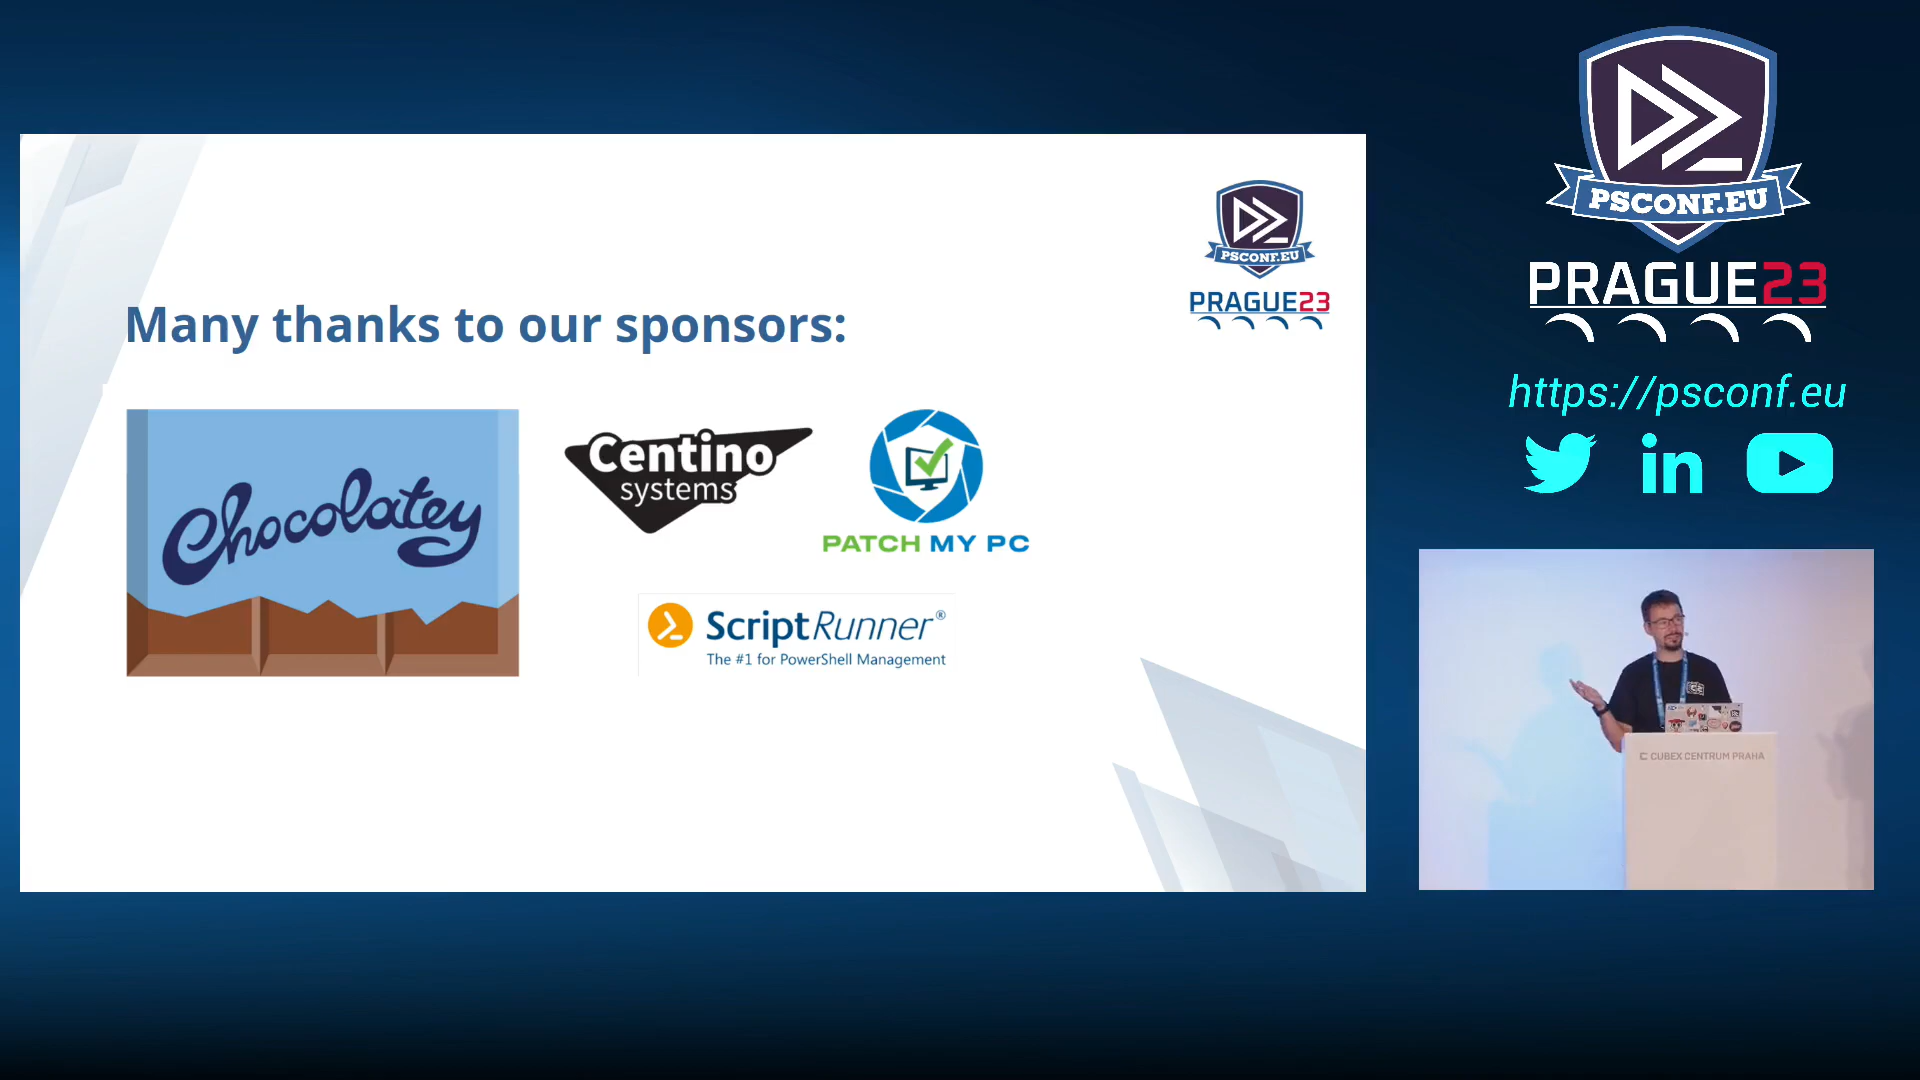 Many thanks to our sponsors:
Chocolatey
Centino
systems
PATCH MY PC
ScriptRunner®
The #1 for PowerShell Management
PSCONF.EU
PRAGUE23
PSCONF.EU
PRAGUE23
https://psconf.eu
in
CUBEX CENTRUM PRAHA